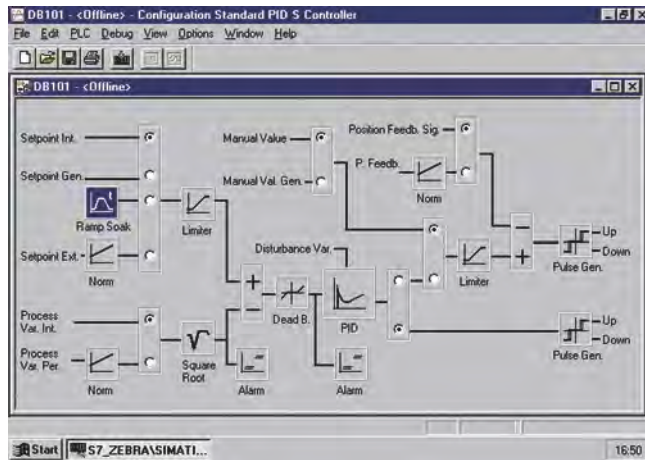 DB101 - <Offline> - Configuration Standard PID S Controller
File Edit PLC Debug View Options Window Help
DB101 - <Offline>
Setpoint Int.
Manual Value
Position Feedb. Sig.
P. Feedb.
Setpoint Gen.
Manual Val. Gen.
Norm
Ramp Soak
Limiter
Up
Down
Setpoint Ext.
Norm
Disturbance Var.
Limiter
Pulse Gen.
+
-
-
+
Process
Var. Int.
Dead B.
PID
Up
Down
Process
Var. Per.
Norm
Square
Root
Alarm
Alarm
Pulse Gen.
Start S7_ZEBRA\SIMATI... 16:50